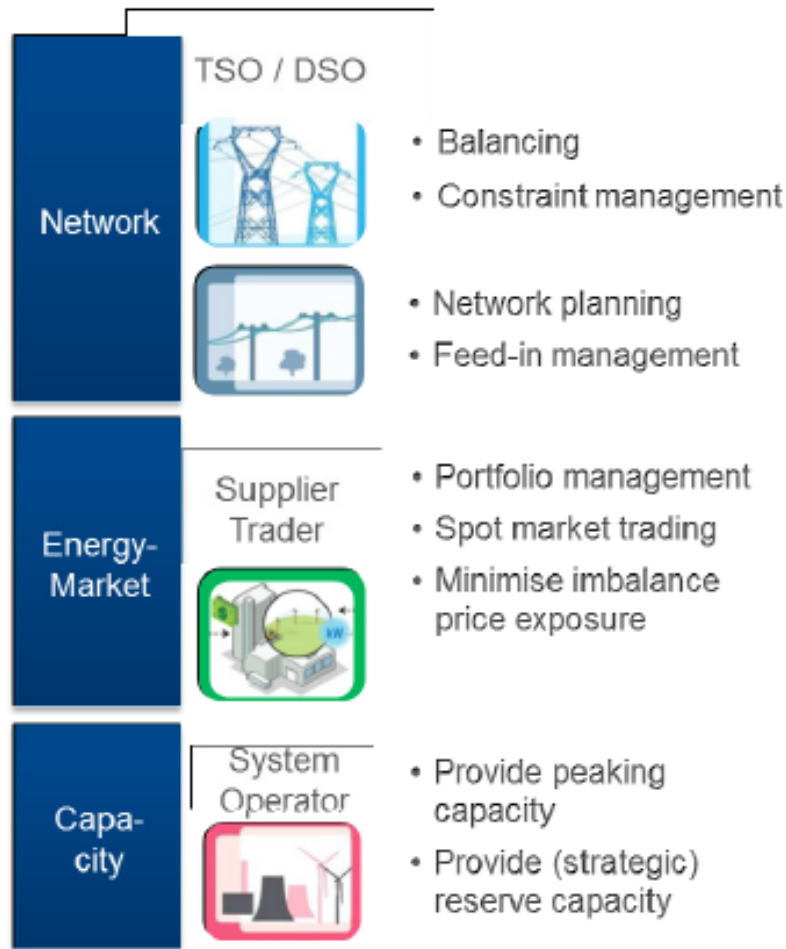 TSO / DSO
Network
• Balancing
• Constraint management
• Network planning
• Feed-in management
Energy-
Market
Supplier
Trader
$
kW
• Portfolio management
• Spot market trading
• Minimise imbalance
price exposure
Capa-
city
System
Operator
• Provide peaking
capacity
• Provide (strategic)
reserve capacity